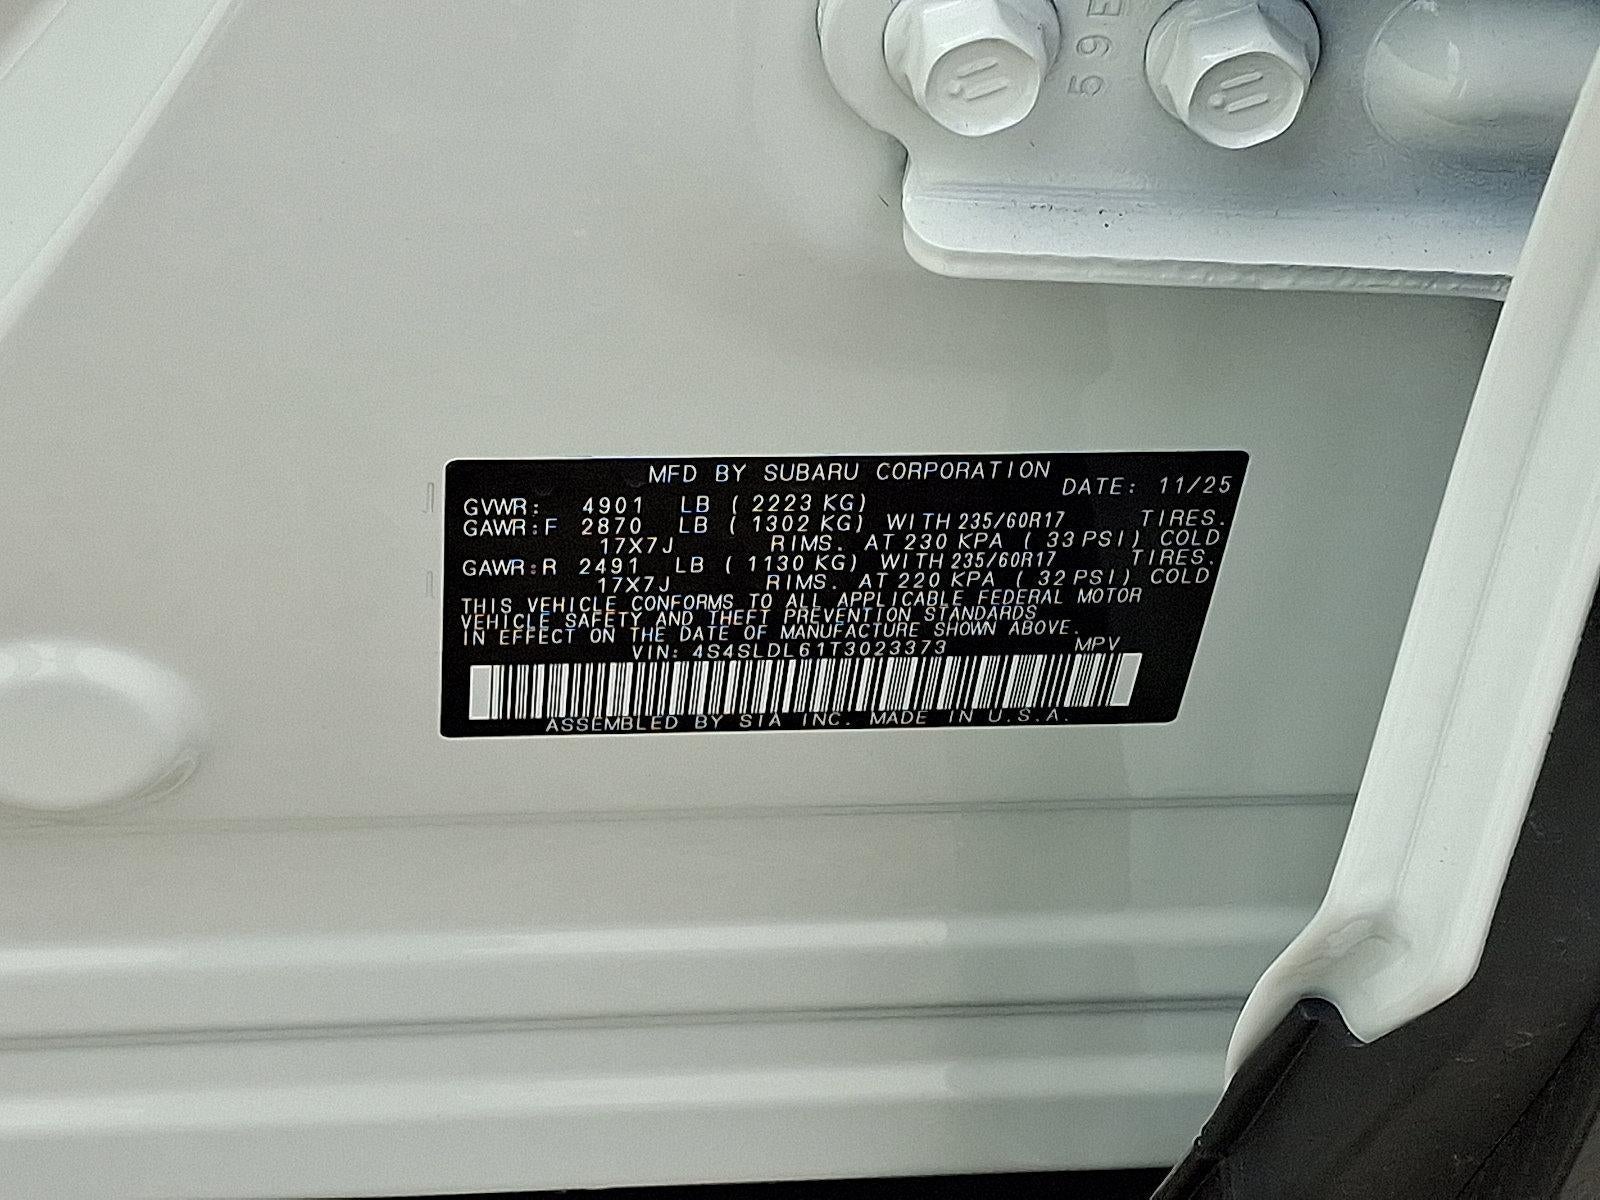 59E
MFD BY SUBARU CORPORATION
DATE: 11/25
GVWR: 4901 LB ( 2223 KG)
GAWR:F 2870 LB ( 1302 KG) WITH 235/60R17 TIRES.
17X7J RIMS. AT 230 KPA ( 33 PSI) COLD
GAWR:R 2491 LB ( 1130 KG) WITH 235/60R17 TIRES.
17X7J RIMS. AT 220 KPA ( 32 PSI) COLD
THIS VEHICLE CONFORMS TO ALL APPLICABLE FEDERAL MOTOR
VEHICLE SAFETY AND THEFT PREVENTION STANDARDS
IN EFFECT ON THE DATE OF MANUFACTURE SHOWN ABOVE.
VIN: 4S4SLDL61T3023373 MPV
ASSEMBLED BY SIA INC. MADE IN U.S.A.